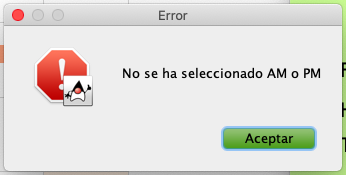 Error
No se ha seleccionado AM o PM
Aceptar